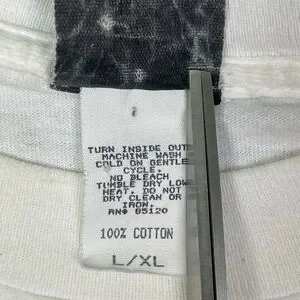 TURN INSIDE OUT
MACHINE WASH
COLD ON GENTLE
CYCLE.
NO BLEACH
TUMBLE DRY LOW
HEAT. DO NOT
DRY CLEAN OR
IRON.
RN# 85120
100% COTTON
L/XL